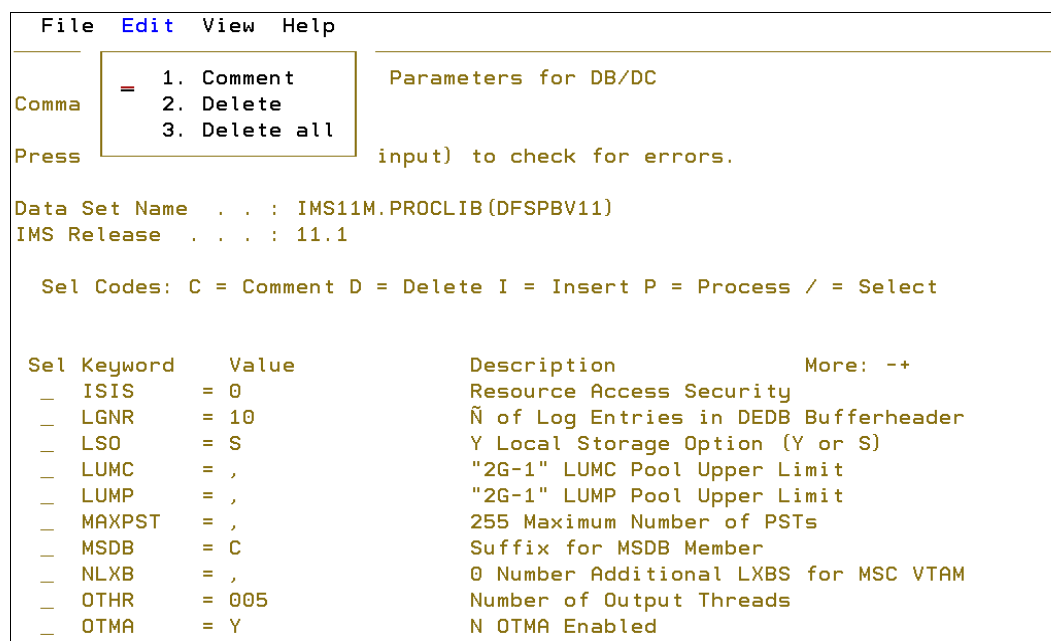 File Edit View Help
1. Comment Parameters for DB/DC
Comma 2. Delete
3. Delete all
Press input) to check for errors.
Data Set Name . . : IMS11M.PROCLIB(DFSPBV11)
IMS Release . . . : 11.1
Sel Codes: C = Comment D = Delete I = Insert P = Process / = Select
Sel Keyword Value Description More: -+
_ ISIS = 0 Resource Access Security
_ LGNR = 10 Ñ of Log Entries in DEDB Bufferheader
_ LSO = S Y Local Storage Option (Y or S)
_ LUMC = , "2G-1" LUMC Pool Upper Limit
_ LUMP = , "2G-1" LUMP Pool Upper Limit
_ MAXPST = , 255 Maximum Number of PSTs
_ MSDB = C Suffix for MSDB Member
_ NLXB = , 0 Number Additional LXBS for MSC VTAM
_ OTHR = 005 Number of Output Threads
_ OTMA = Y N OTMA Enabled